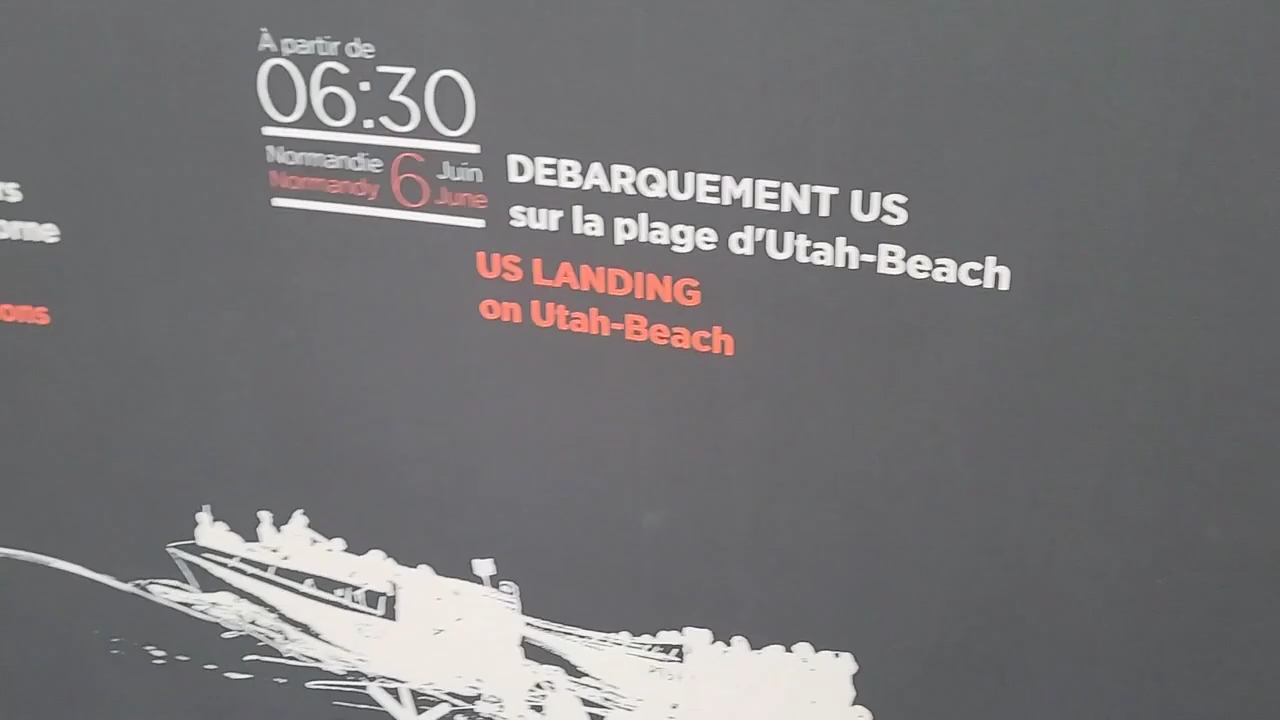 À partir de
06:30
Normandie 6 Juin
Normandy June
DEBARQUEMENT US
sur la plage d'Utah-Beach
US LANDING
on Utah-Beach